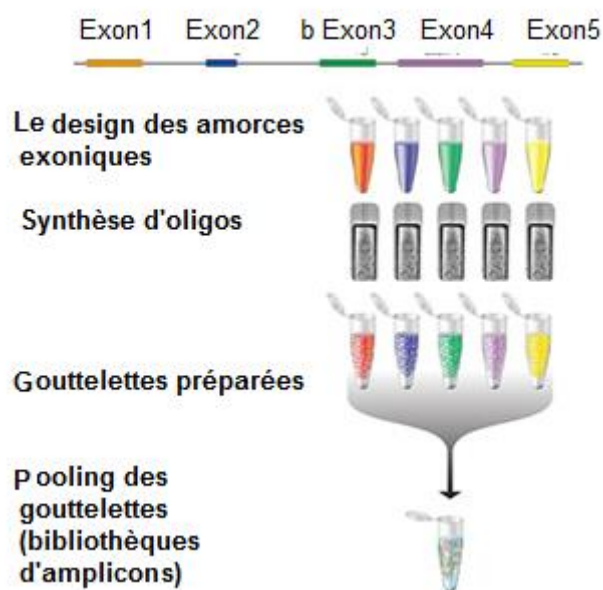 Exon1 Exon2 b Exon3 Exon4 Exon5
Le design des amorces
exoniques
Synthèse d'oligos
Gouttelettes préparées
Pooling des
gouttelettes
(bibliothèques
d'amplicons)